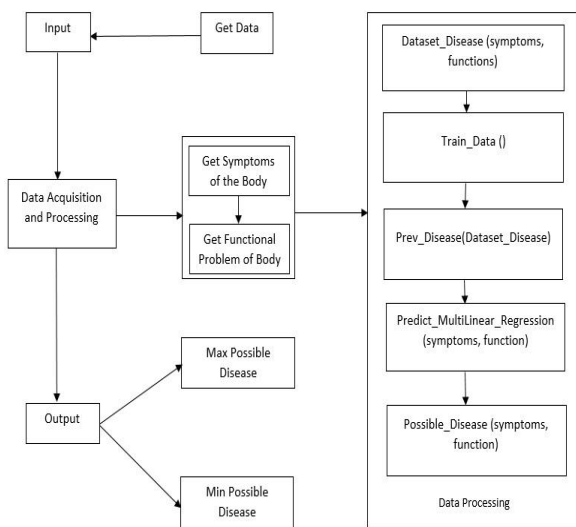 Input
Get Data
Data Acquisition
and Processing
Get Symptoms
of the Body
Get Functional
Problem of Body
Output
Max Possible
Disease
Min Possible
Disease
Dataset_Disease (symptoms,
functions)
Train_Data ()
Prev_Disease(Dataset_Disease)
Predict_MultiLinear_Regression
(symptoms, function)
Possible_Disease (symptoms,
function)
Data Processing